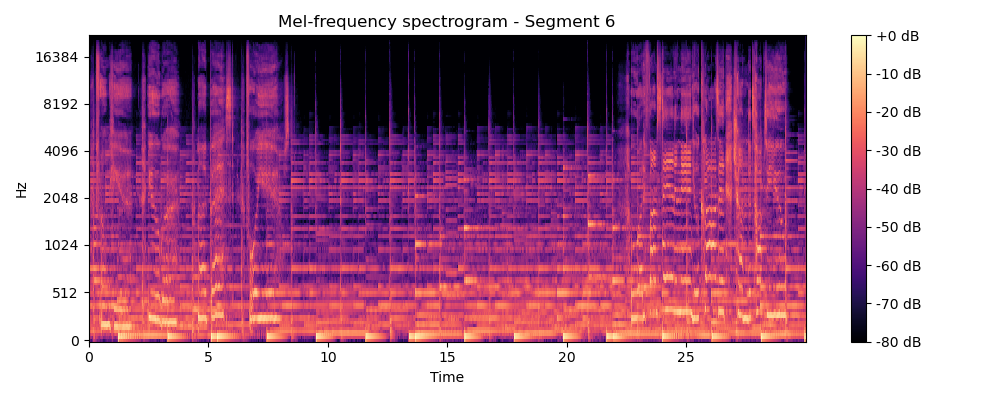 Mel-frequency spectrogram - Segment 6
Hz
16384
8192
4096
2048
1024
512
0
0 5 10 15 20 25
Time
+0 dB
-10 dB
-20 dB
-30 dB
-40 dB
-50 dB
-60 dB
-70 dB
-80 dB